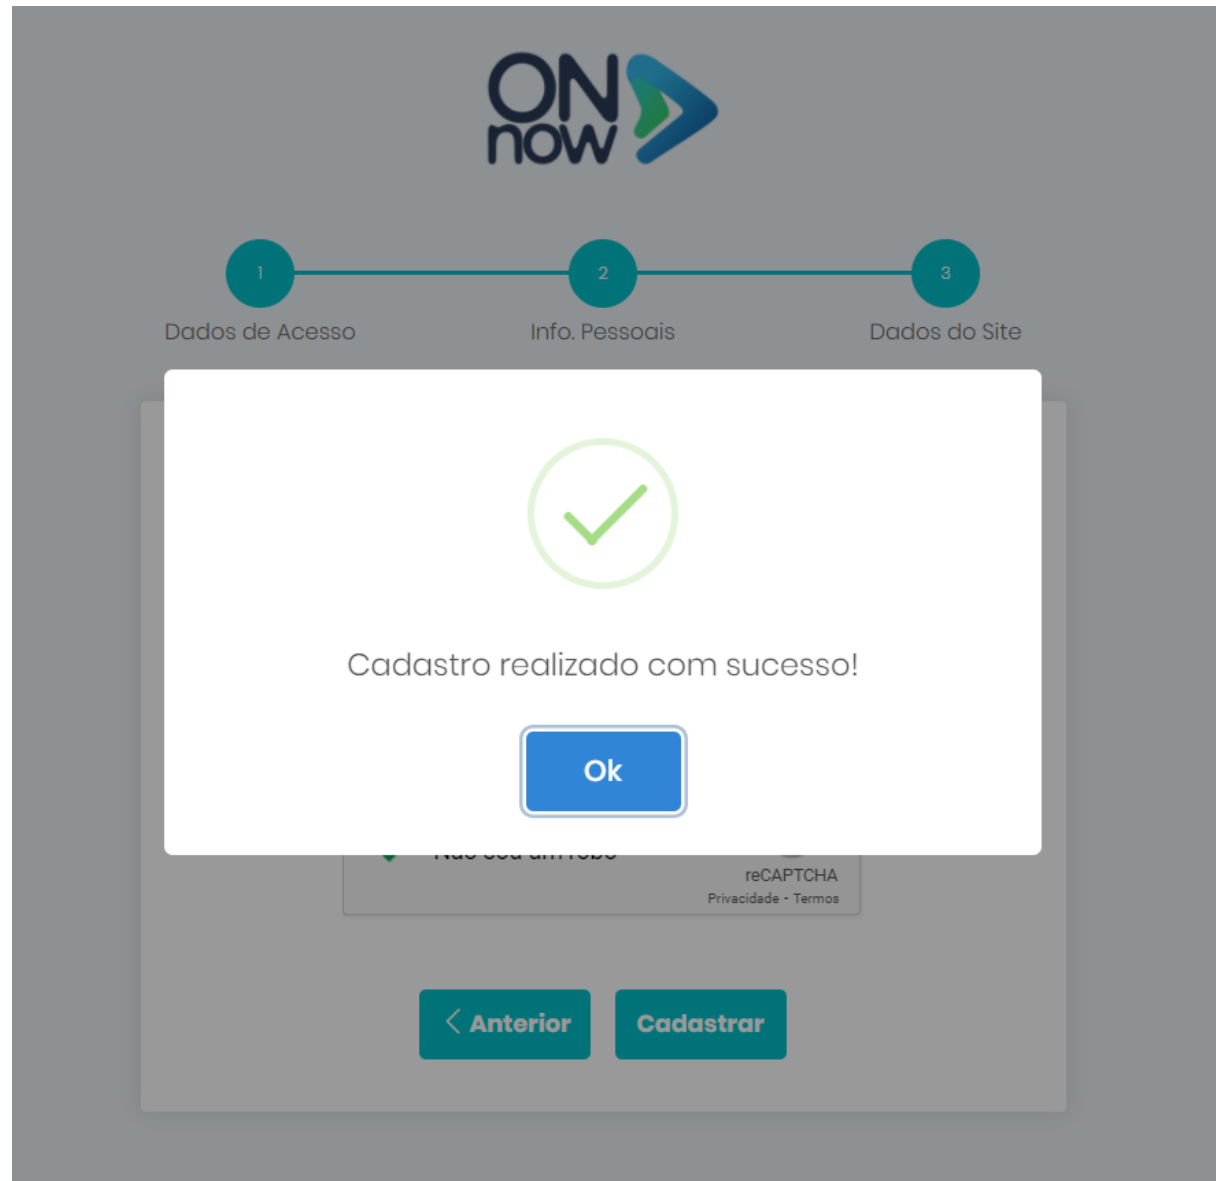 ON
now
1
2
3
Dados de Acesso
Info. Pessoais
Dados do Site
Cadastro realizado com sucesso!
Ok
reCAPTCHA
Privacidade - Termos
Anterior
Cadastrar